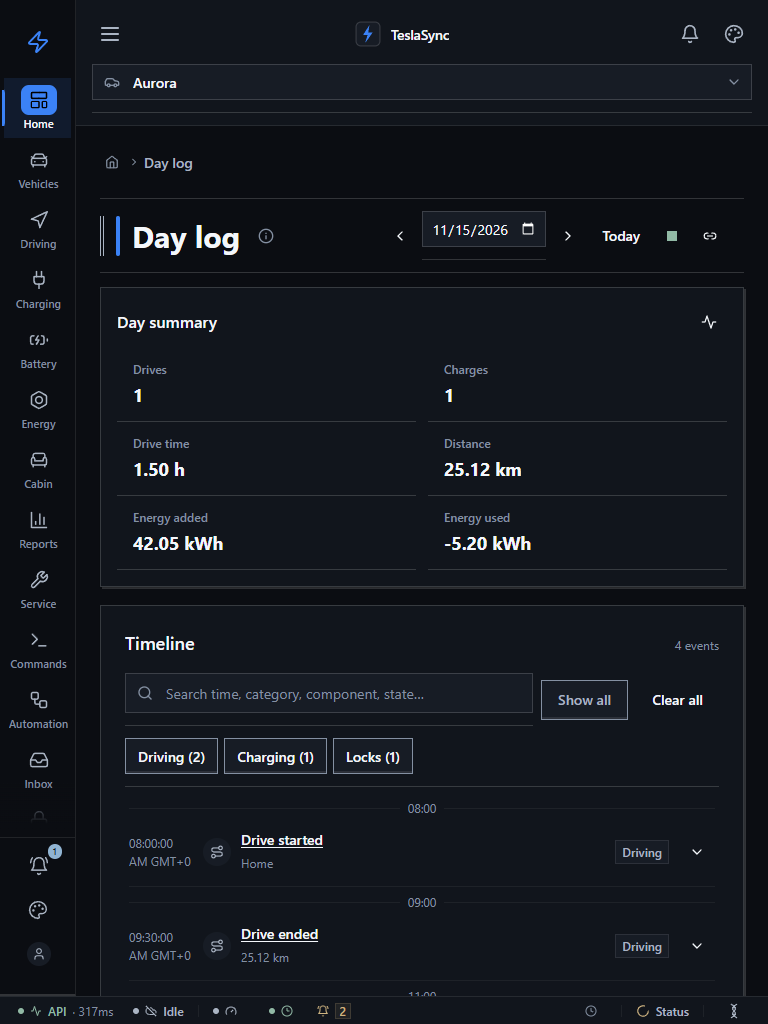 TeslaSync
Aurora
Home
Vehicles
Driving
Charging
Battery
Energy
Cabin
Reports
Service
Commands
Automation
Inbox
1
Day log
Day log
11/15/2026
Today
Day summary
Drives
1
Charges
1
Drive time
1.50 h
Distance
25.12 km
Energy added
42.05 kWh
Energy used
-5.20 kWh
Timeline
4 events
Search time, category, component, state...
Show all
Clear all
Driving (2)
Charging (1)
Locks (1)
08:00
08:00:00
AM GMT+0
Drive started
Home
Driving
09:00
09:30:00
AM GMT+0
Drive ended
25.12 km
Driving
11:00
API · 317ms
Idle
2
Status